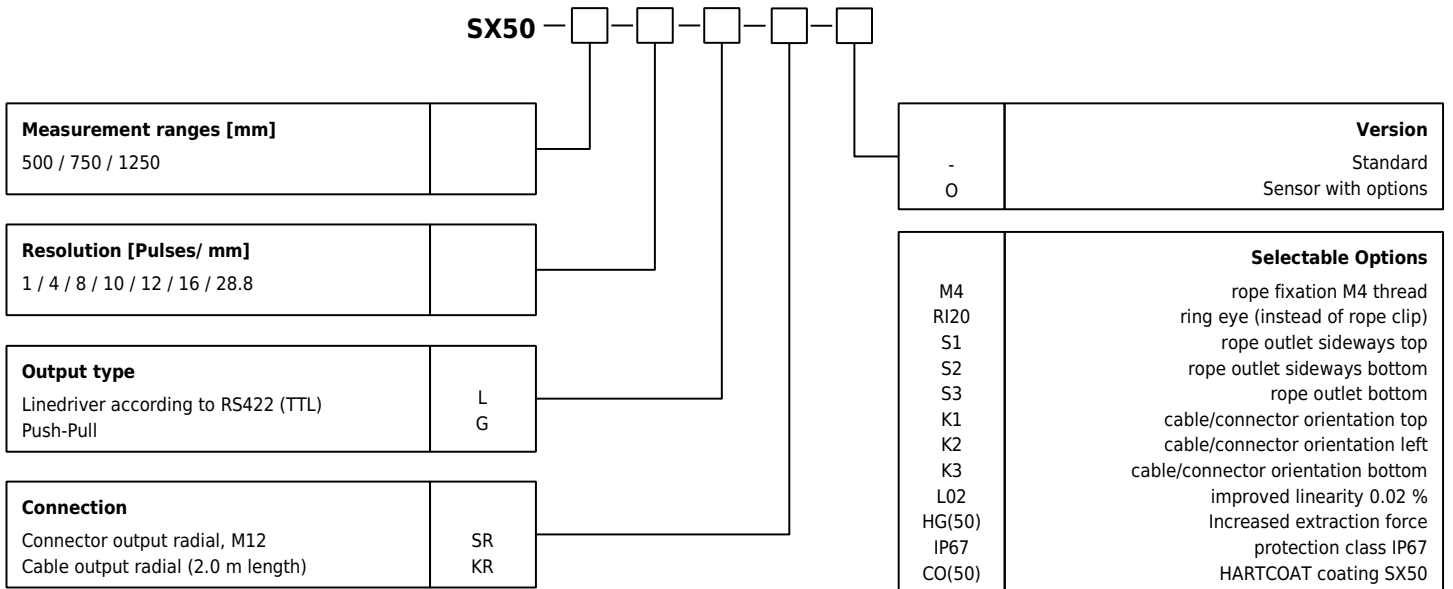 SX50
Measurement ranges [mm]
500 / 750 / 1250
Resolution [Pulses/ mm]
1 / 4 / 8 / 10 / 12 / 16 / 28.8
Output type
Linedriver according to RS422 (TTL) L
Push-Pull G
Connection
Connector output radial, M12 SR
Cable output radial (2.0 m length) KR
Version
- Standard
O Sensor with options
Selectable Options
M4 rope fixation M4 thread
RI20 ring eye (instead of rope clip)
S1 rope outlet sideways top
S2 rope outlet sideways bottom
S3 rope outlet bottom
K1 cable/connector orientation top
K2 cable/connector orientation left
K3 cable/connector orientation bottom
L02 improved linearity 0.02 %
HG(50) Increased extraction force
IP67 protection class IP67
CO(50) HARTCOAT coating SX50